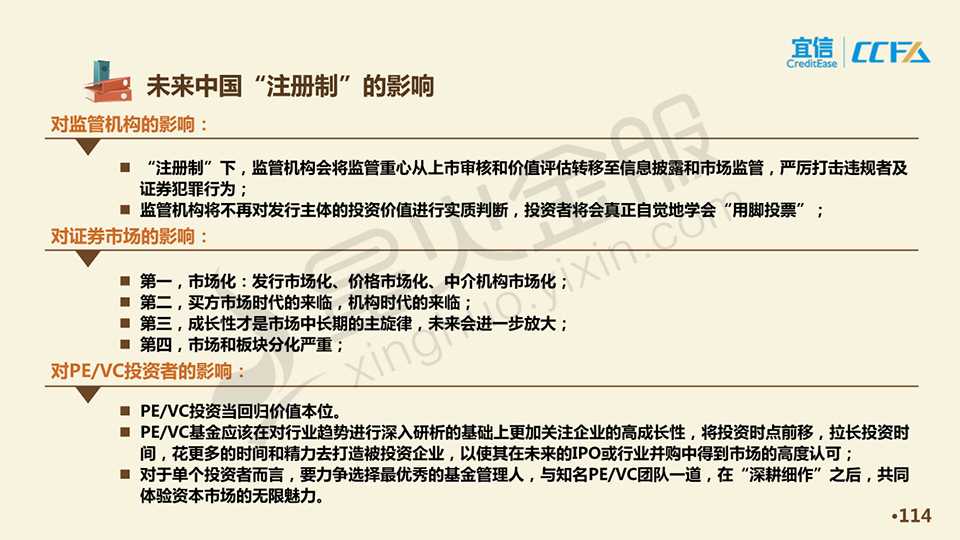 宜信
CreditEase
CCFA
未来中国“注册制”的影响
对监管机构的影响：
■ “注册制”下，监管机构会将监管重心从上市审核和价值评估转移至信息披露和市场监管，严厉打击违规者及
证券犯罪行为；
■ 监管机构将不再对发行主体的投资价值进行实质判断，投资者将会真正自觉地学会“用脚投票”；
对证券市场的影响：
■ 第一，市场化：发行市场化、价格市场化、中介机构市场化；
■ 第二，买方市场时代的来临，机构时代的来临；
■ 第三，成长性才是市场中长期的主旋律，未来会进一步放大；
■ 第四，市场和板块分化严重；
对PE/VC投资者的影响：
■ PE/VC投资当回归价值本位。
■ PE/VC基金应该在对行业趋势进行深入研析的基础上更加关注企业的高成长性，将投资时点前移，拉长投资时
间，花更多的时间和精力去打造被投资企业，以使其在未来的IPO或行业并购中得到市场的高度认可；
■ 对于单个投资者而言，要力争选择最优秀的基金管理人，与知名PE/VC团队一道，在“深耕细作”之后，共同
体验资本市场的无限魅力。
星火金服
xinghuo.yixin.com
•114